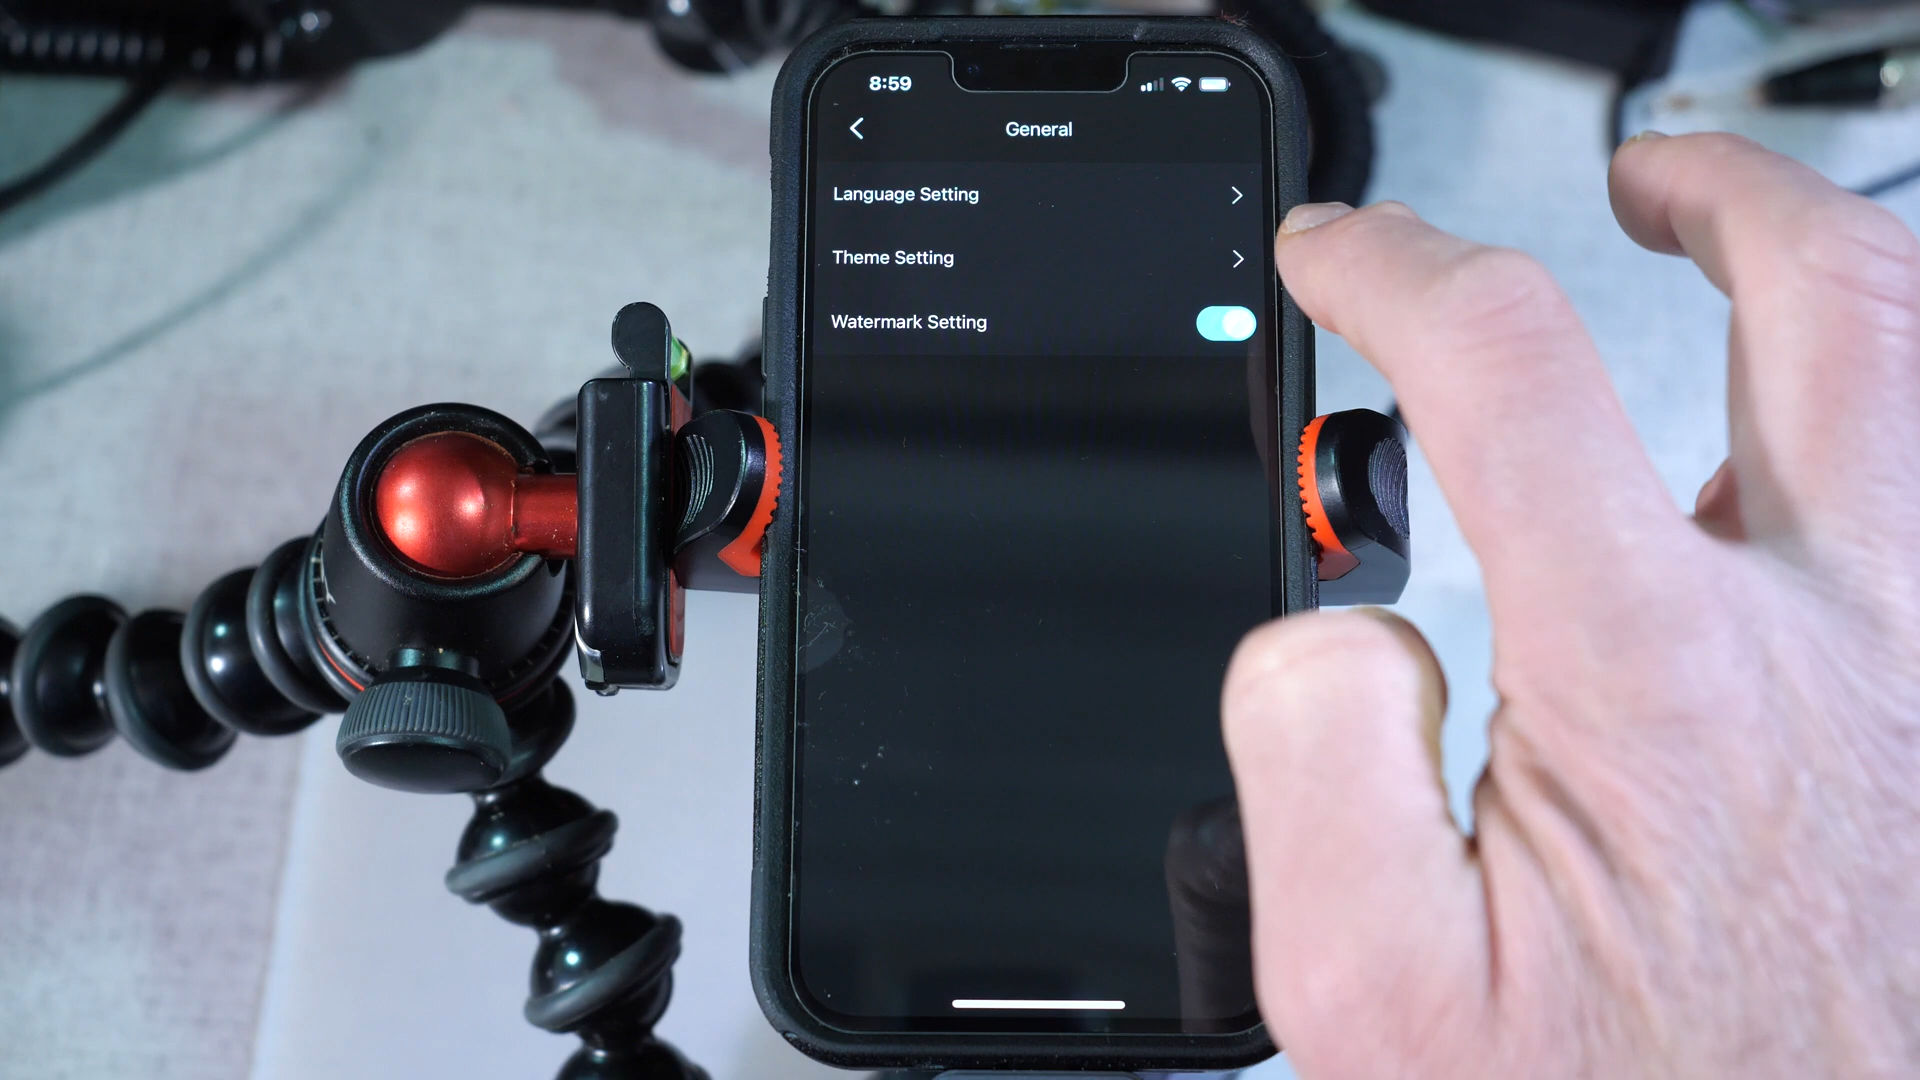 8:59
General
Language Setting
Theme Setting
Watermark Setting